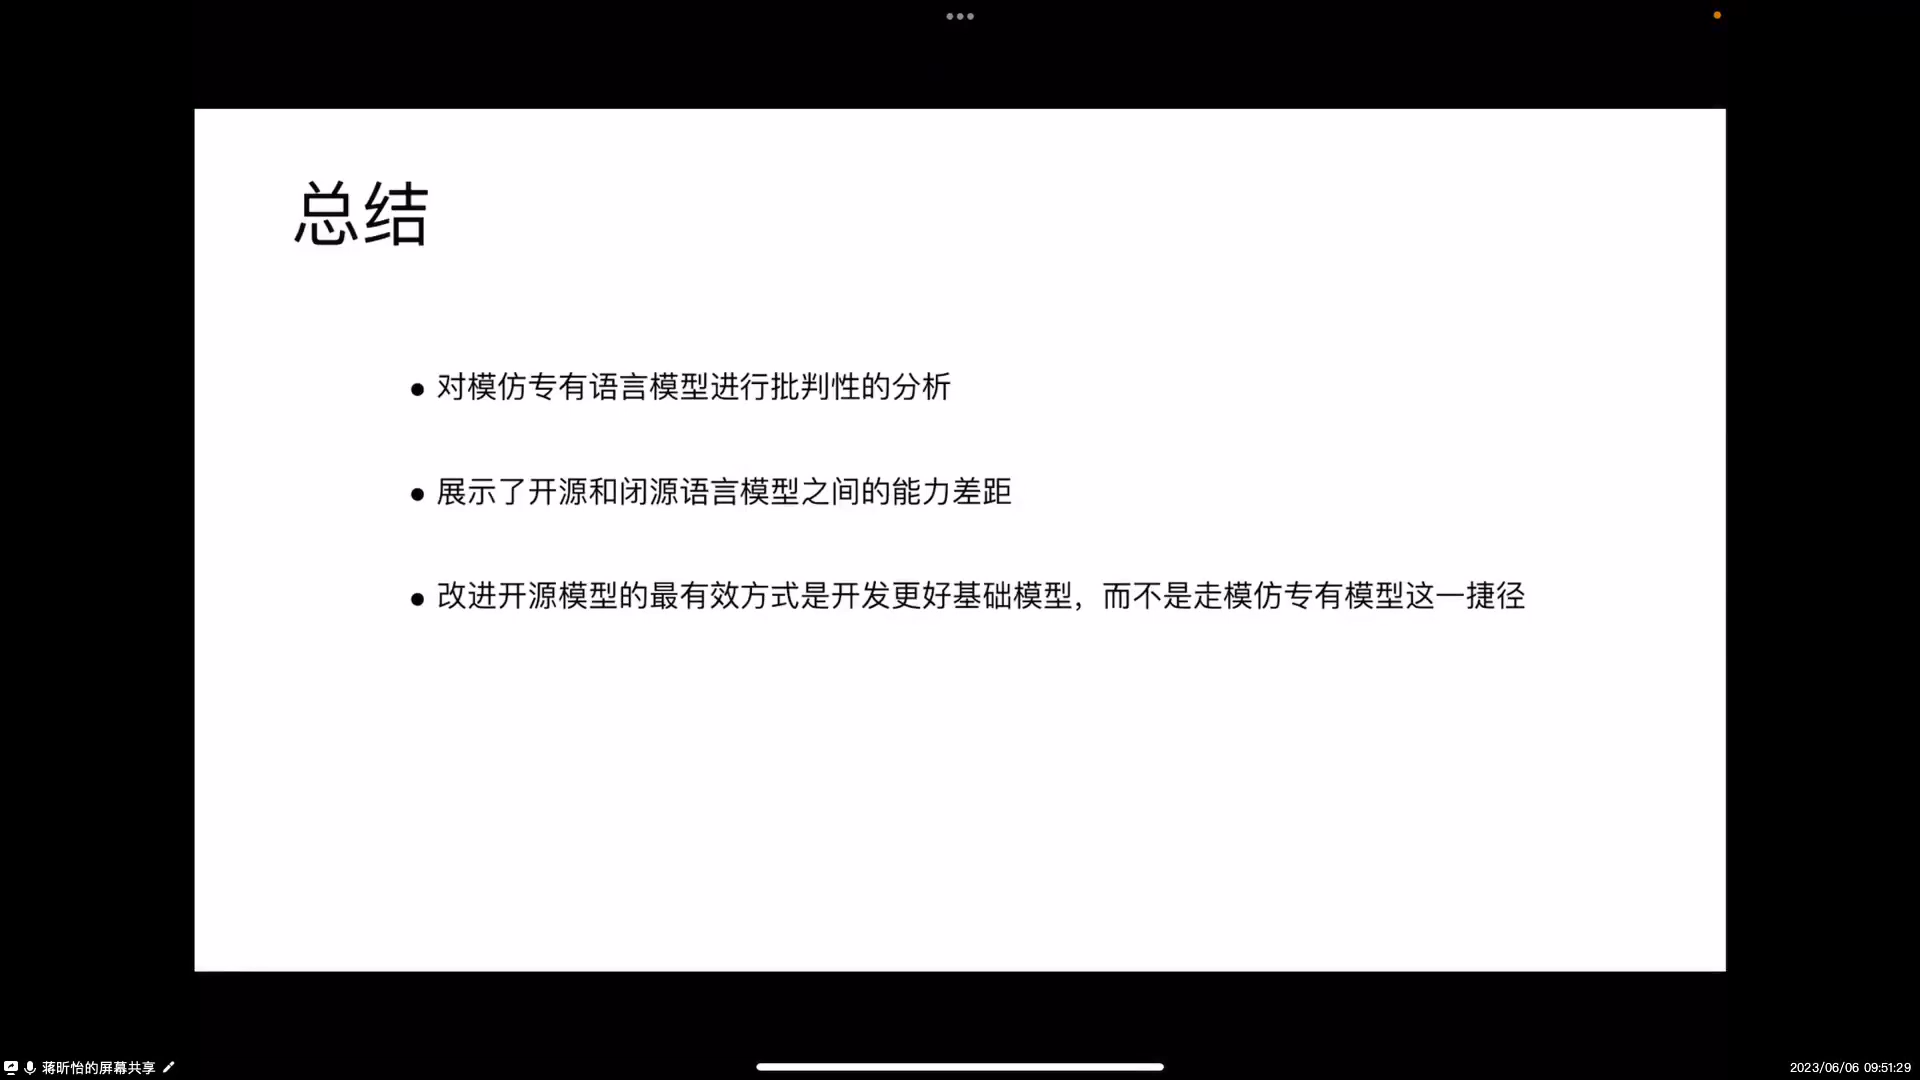 总结
● 对模仿专有语言模型进行批判性的分析
● 展示了开源和闭源语言模型之间的能力差距
● 改进开源模型的最有效方式是开发更好基础模型，而不是走模仿专有模型这一捷径
蒋昕怡的屏幕共享
2023/06/06 09:51:29